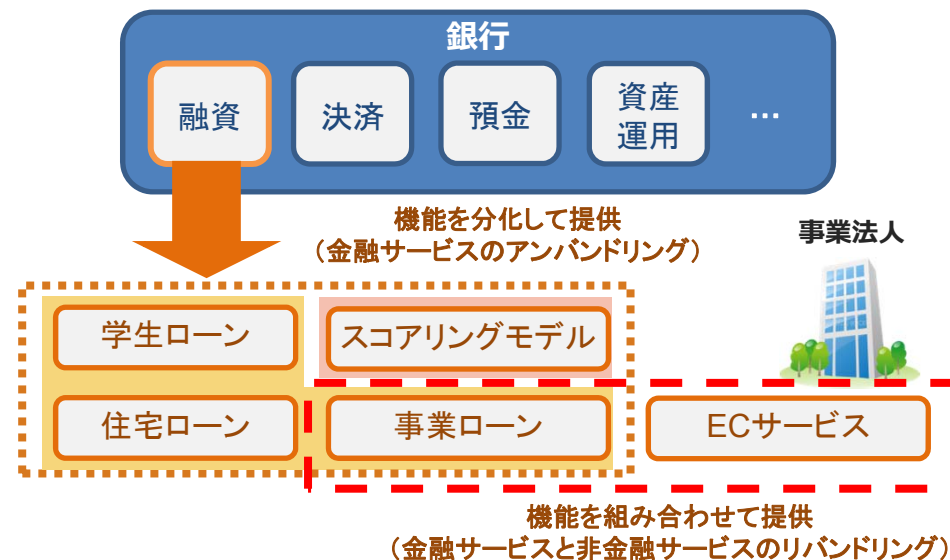 銀行
融資
決済
預金
資産
運用
…
機能を分化して提供
（金融サービスのアンバンドリング）
事業法人
学生ローン
スコアリングモデル
住宅ローン
事業ローン
ECサービス
機能を組み合わせて提供
（金融サービスと非金融サービスのリバンドリング）